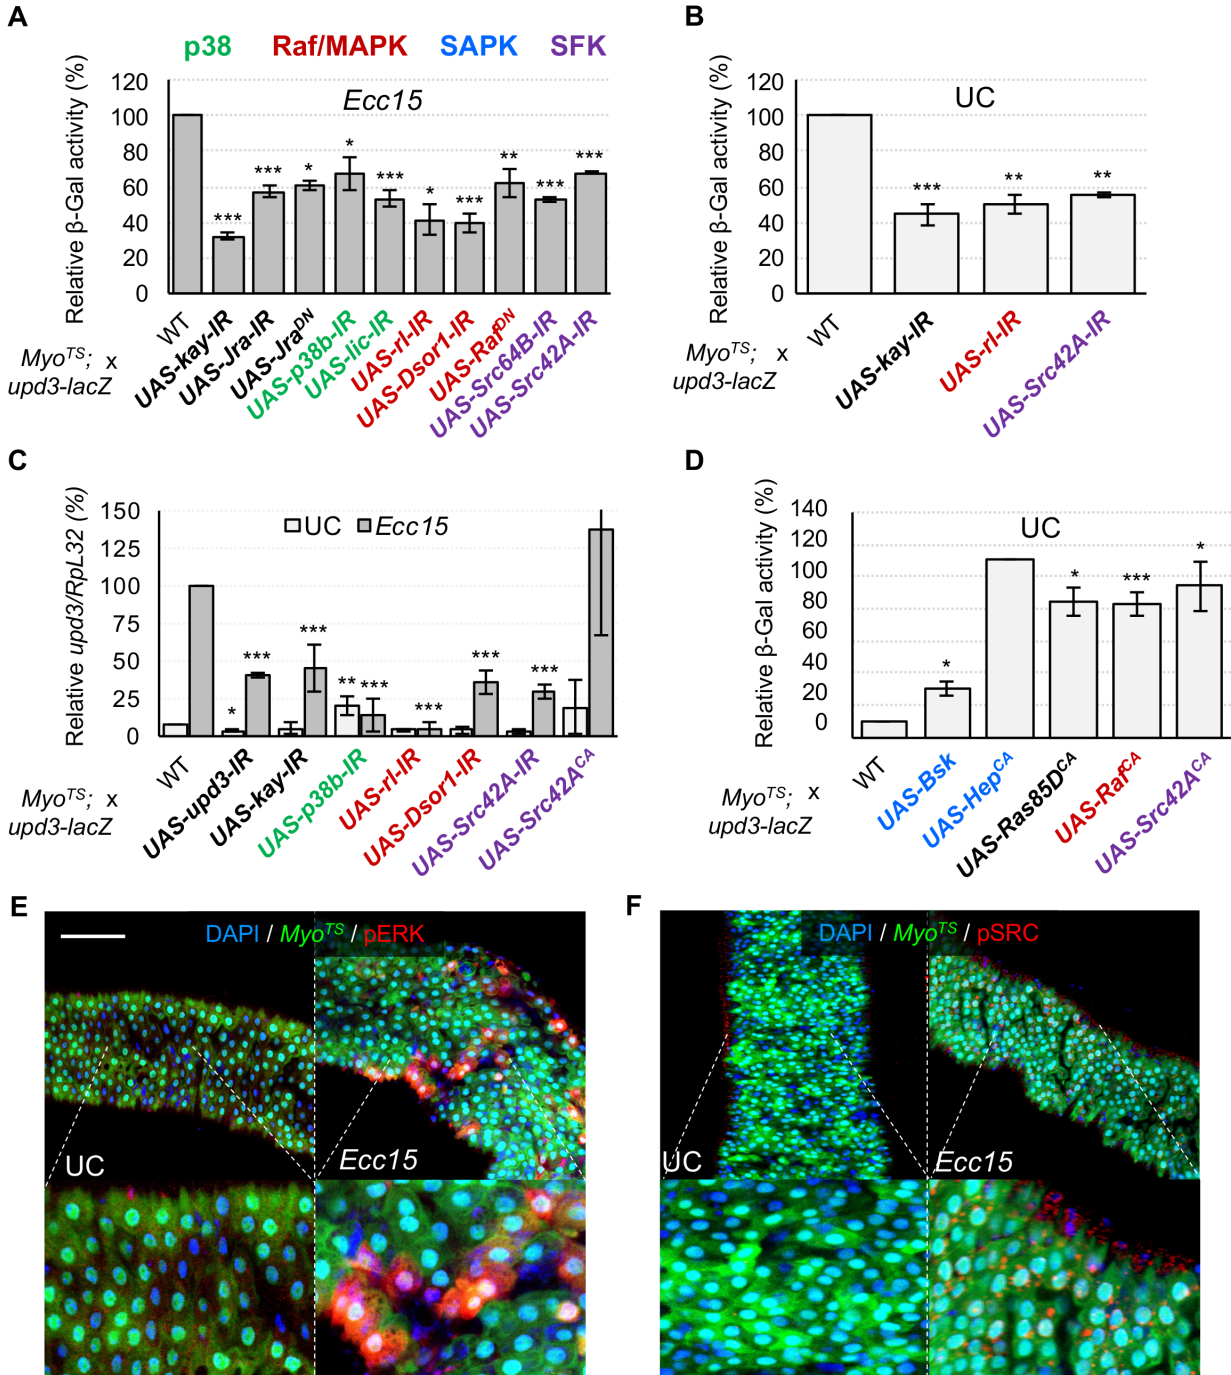 A
p38 Raf/MAPK SAPK SFK
Relative β-Gal activity (%)
120
100
80
60
40
20
0
Ecc15
***
***
*
*
***
*
***
**
***
***
WT
UAS-kay-IR
UAS-Jra-IR
UAS-JraDN
UAS-p38b-IR
UAS-lic-IR
UAS-rl-IR
UAS-Dsor1-IR
UAS-RafDN
UAS-Src64B-IR
UAS-Src42A-IR
MyoTS; x
upd3-lacZ
B
Relative β-Gal activity (%)
120
100
80
60
40
20
0
UC
***
**
**
WT
UAS-kay-IR
UAS-rl-IR
UAS-Src42A-IR
MyoTS; x
upd3-lacZ
C
Relative upd3/RpL32 (%)
150
125
100
75
50
25
0
UC Ecc15
*
***
***
**
***
***
***
***
WT
UAS-upd3-IR
UAS-kay-IR
UAS-p38b-IR
UAS-rl-IR
UAS-Dsor1-IR
UAS-Src42A-IR
UAS-Src42ACA
MyoTS; x
upd3-lacZ
D
Relative β-Gal activity (%)
140
120
100
80
60
40
20
0
UC
*
*
***
*
WT
UAS-Bsk
UAS-HepCA
UAS-Ras85DCA
UAS-RafCA
UAS-Src42ACA
MyoTS; x
upd3-lacZ
E
DAPI / MyoTS / pERK
UC
Ecc15
F
DAPI / MyoTS / pSRC
UC
Ecc15